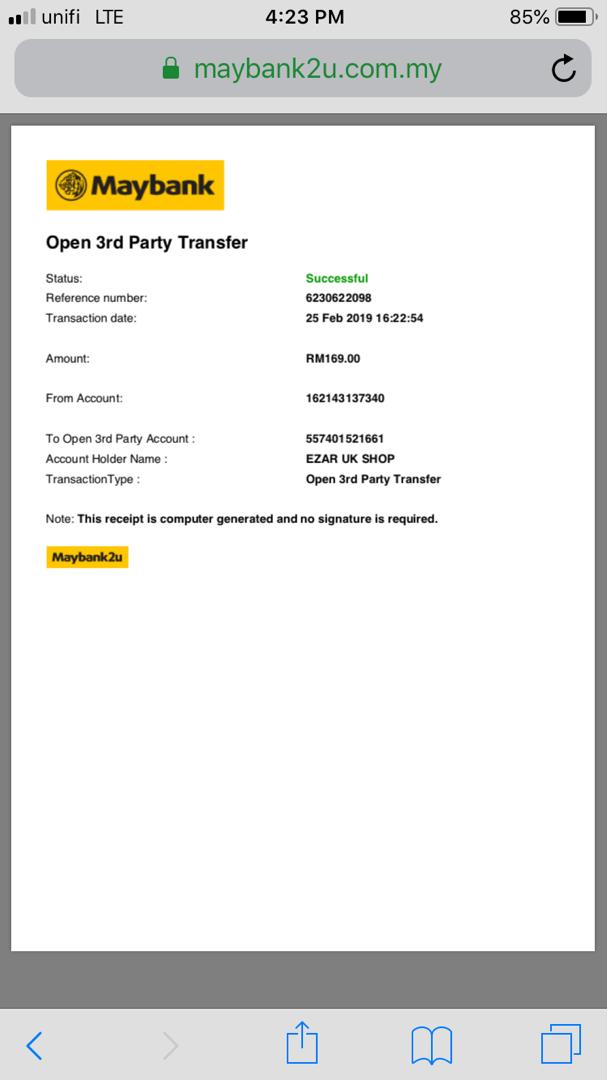 unifi LTE 4:23 PM 85%
maybank2u.com.my
Maybank
Open 3rd Party Transfer
Status: Successful
Reference number: 6230622098
Transaction date: 25 Feb 2019 16:22:54
Amount: RM169.00
From Account: 162143137340
To Open 3rd Party Account : 557401521661
Account Holder Name : EZAR UK SHOP
TransactionType : Open 3rd Party Transfer
Note: This receipt is computer generated and no signature is required.
Maybank2u